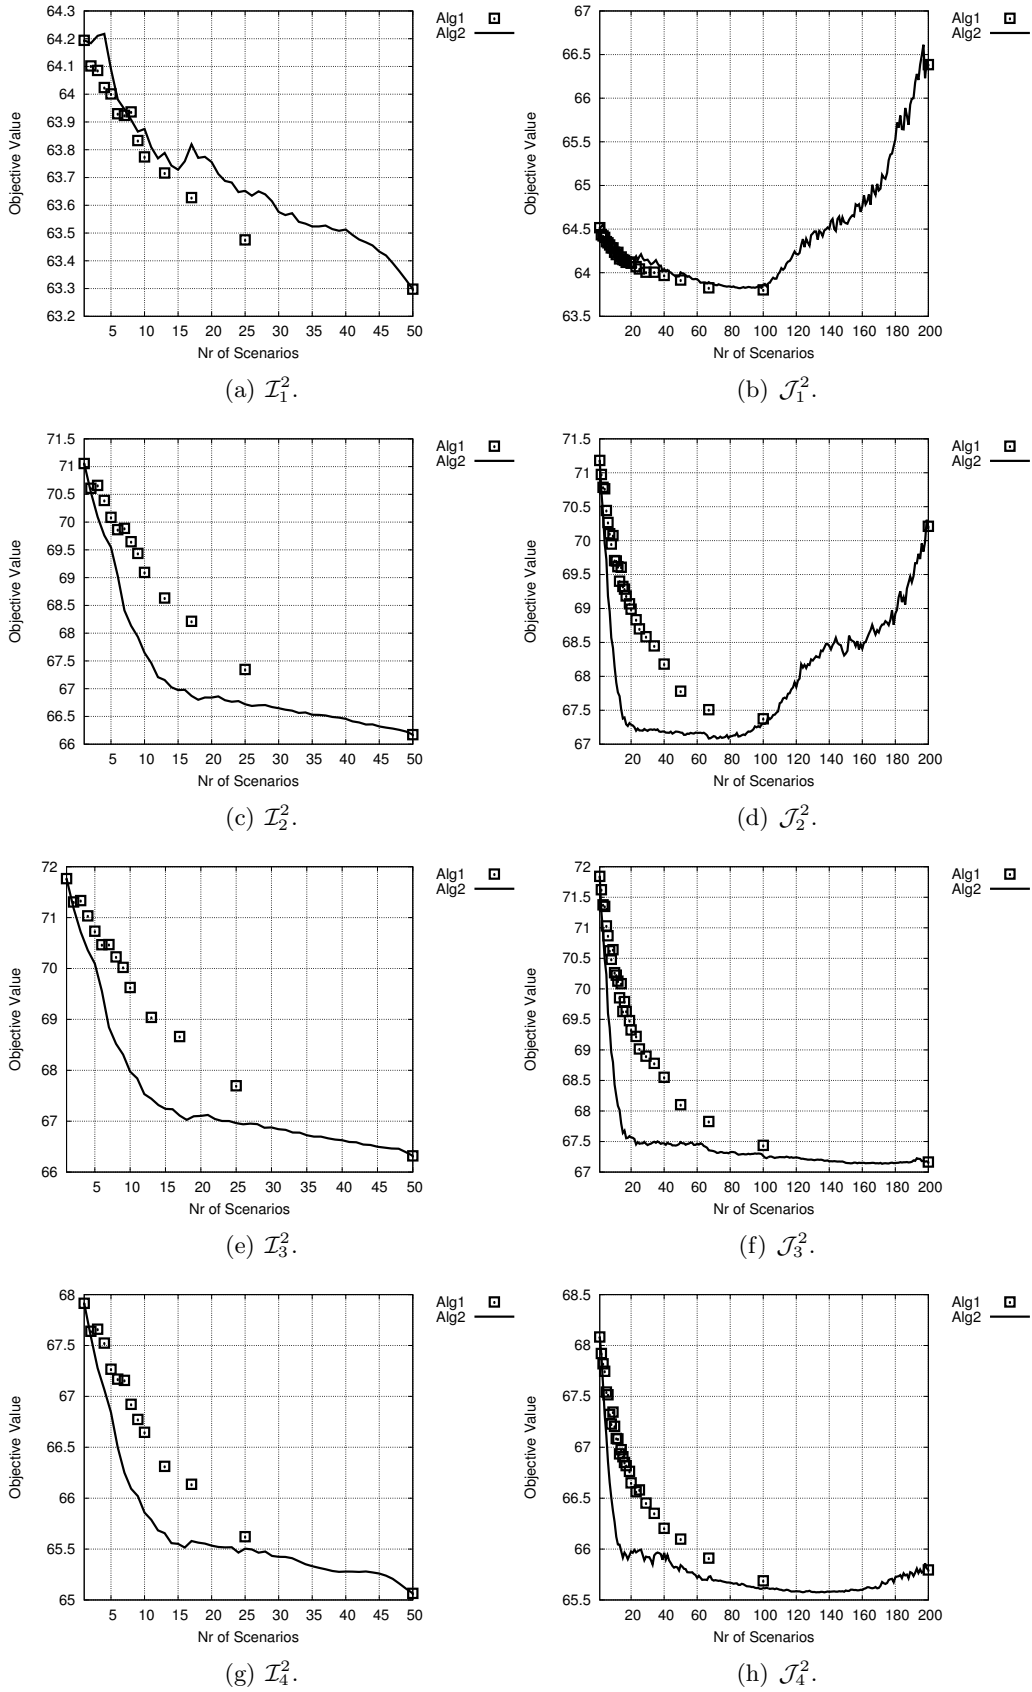 64.3
64.2
64.1
64
63.9
63.8
63.7
63.6
63.5
63.4
63.3
63.2
Objective Value
5 10 15 20 25 30 35 40 45 50
Nr of Scenarios
Alg1
Alg2
(a) 𝓘₁².
67
66.5
66
65.5
65
64.5
64
63.5
Objective Value
20 40 60 80 100 120 140 160 180 200
Nr of Scenarios
Alg1
Alg2
(b) 𝓙₁².
71.5
71
70.5
70
69.5
69
68.5
68
67.5
67
66.5
66
Objective Value
5 10 15 20 25 30 35 40 45 50
Nr of Scenarios
Alg1
Alg2
(c) 𝓘₂².
71.5
71
70.5
70
69.5
69
68.5
68
67.5
67
Objective Value
20 40 60 80 100 120 140 160 180 200
Nr of Scenarios
Alg1
Alg2
(d) 𝓙₂².
72
71
70
69
68
67
66
Objective Value
5 10 15 20 25 30 35 40 45 50
Nr of Scenarios
Alg1
Alg2
(e) 𝓘₃².
72
71.5
71
70.5
70
69.5
69
68.5
68
67.5
67
Objective Value
20 40 60 80 100 120 140 160 180 200
Nr of Scenarios
Alg1
Alg2
(f) 𝓙₃².
68
67.5
67
66.5
66
65.5
65
Objective Value
5 10 15 20 25 30 35 40 45 50
Nr of Scenarios
Alg1
Alg2
(g) 𝓘₄².
68.5
68
67.5
67
66.5
66
65.5
Objective Value
20 40 60 80 100 120 140 160 180 200
Nr of Scenarios
Alg1
Alg2
(h) 𝓙₄².